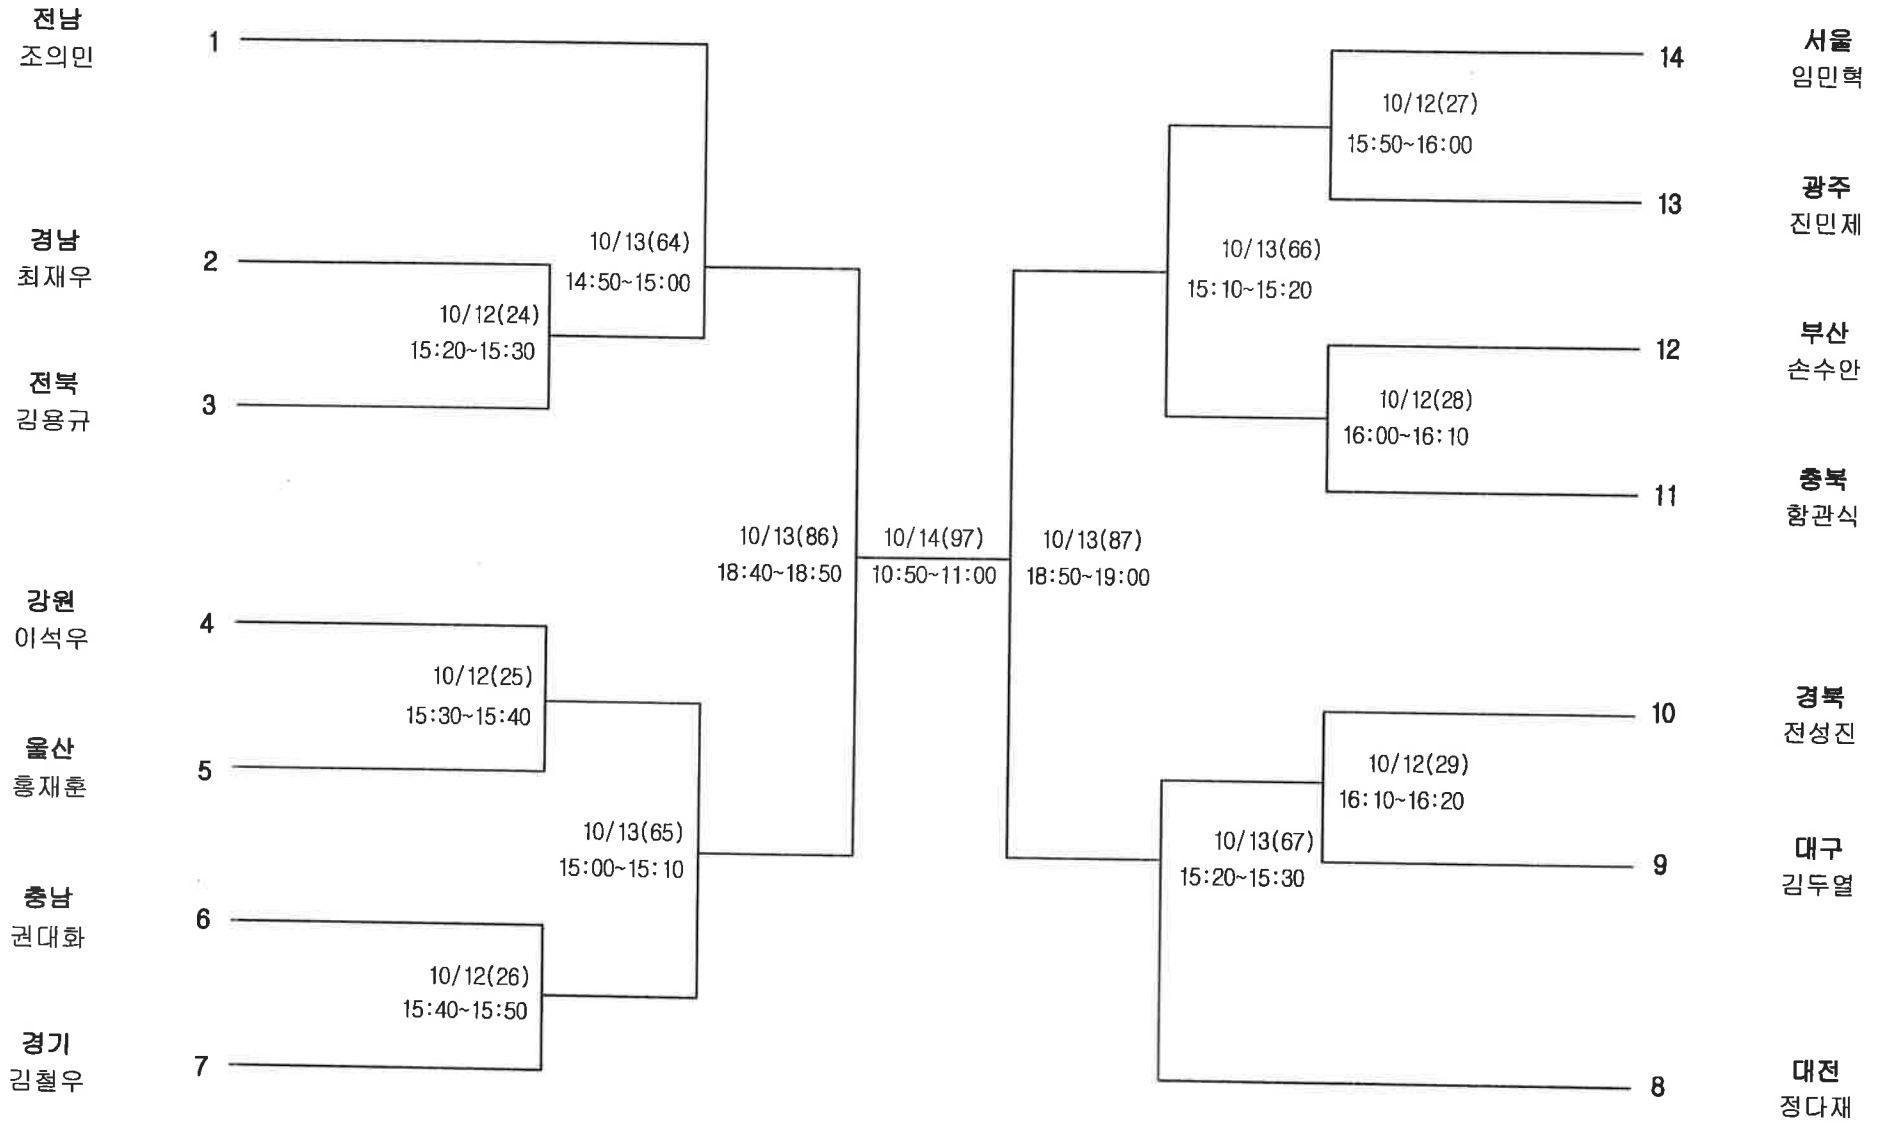 전남
조의민
1
경남
최재우
2
10/12(24)
15:20~15:30
전북
김용규
3
10/13(64)
14:50~15:00
강원
이석우
4
10/12(25)
15:30~15:40
울산
홍재훈
5
10/13(65)
15:00~15:10
충남
권대화
6
10/12(26)
15:40~15:50
경기
김철우
7
10/13(86)
18:40~18:50
10/14(97)
10:50~11:00
10/13(87)
18:50~19:00
서울
임민혁
14
10/12(27)
15:50~16:00
광주
진민제
13
10/13(66)
15:10~15:20
부산
손수안
12
10/12(28)
16:00~16:10
충북
함관식
11
경북
전성진
10
10/12(29)
16:10~16:20
대구
김두열
9
10/13(67)
15:20~15:30
대전
정다재
8